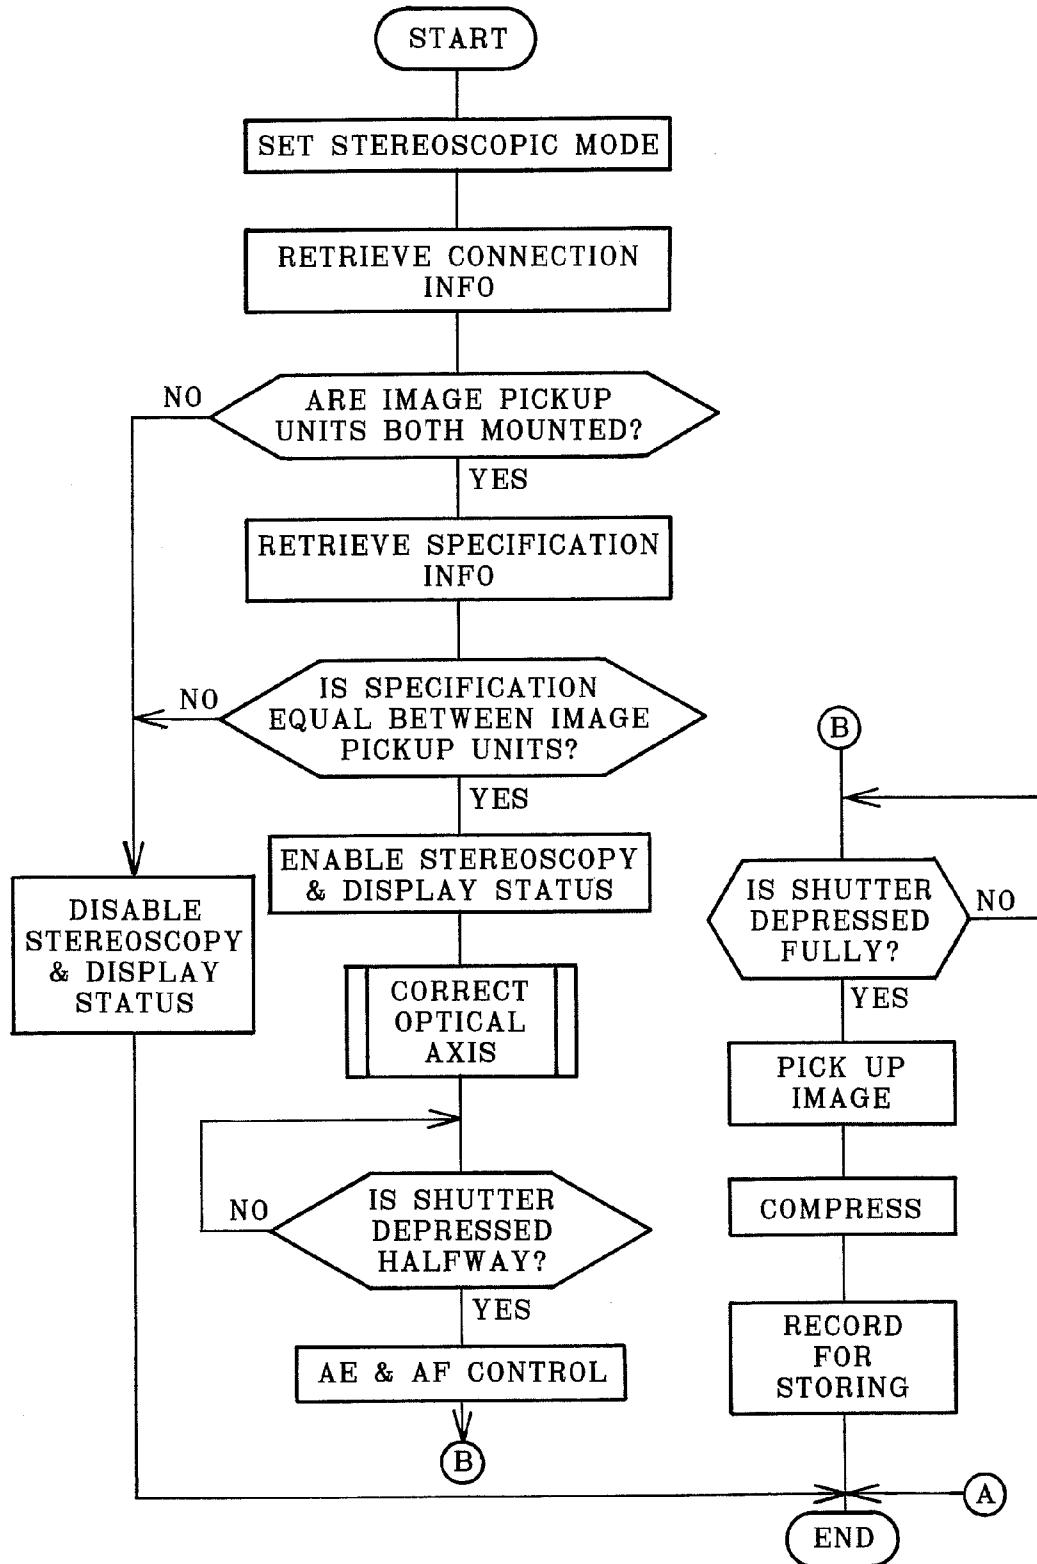 START
SET STEREOSCOPIC MODE
RETRIEVE CONNECTION
INFO
NO
ARE IMAGE PICKUP
UNITS BOTH MOUNTED?
YES
RETRIEVE SPECIFICATION
INFO
NO
IS SPECIFICATION
EQUAL BETWEEN IMAGE
PICKUP UNITS?
YES
ENABLE STEREOSCOPY
& DISPLAY STATUS
DISABLE
STEREOSCOPY
& DISPLAY
STATUS
CORRECT
OPTICAL
AXIS
NO
IS SHUTTER
DEPRESSED
HALFWAY?
YES
AE & AF CONTROL
B
B
IS SHUTTER
DEPRESSED
FULLY?
NO
YES
PICK UP
IMAGE
COMPRESS
RECORD
FOR
STORING
A
END